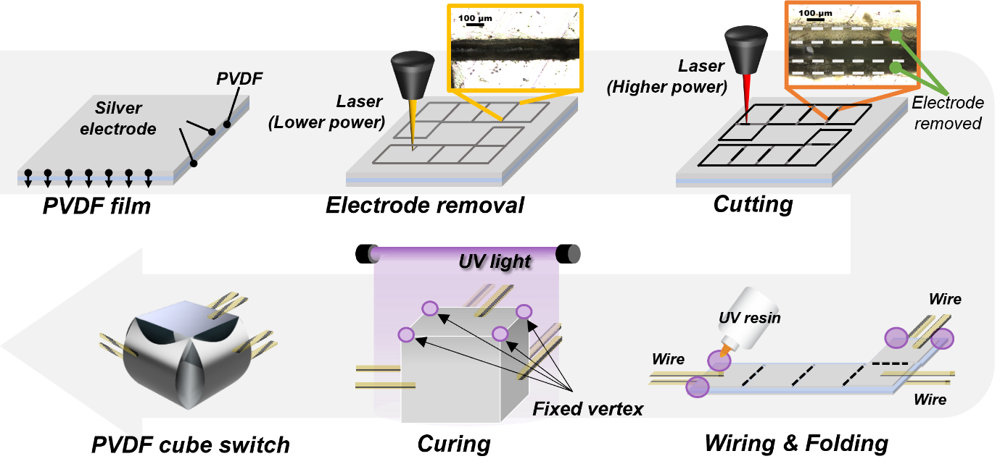 PVDF
Silver
electrode
PVDF film
100 µm
Laser
(Lower power)
Electrode removal
100 µm
Laser
(Higher power)
Electrode
removed
Cutting
Wire
UV resin
Wire
Wire
Wiring & Folding
UV light
Fixed vertex
Curing
PVDF cube switch